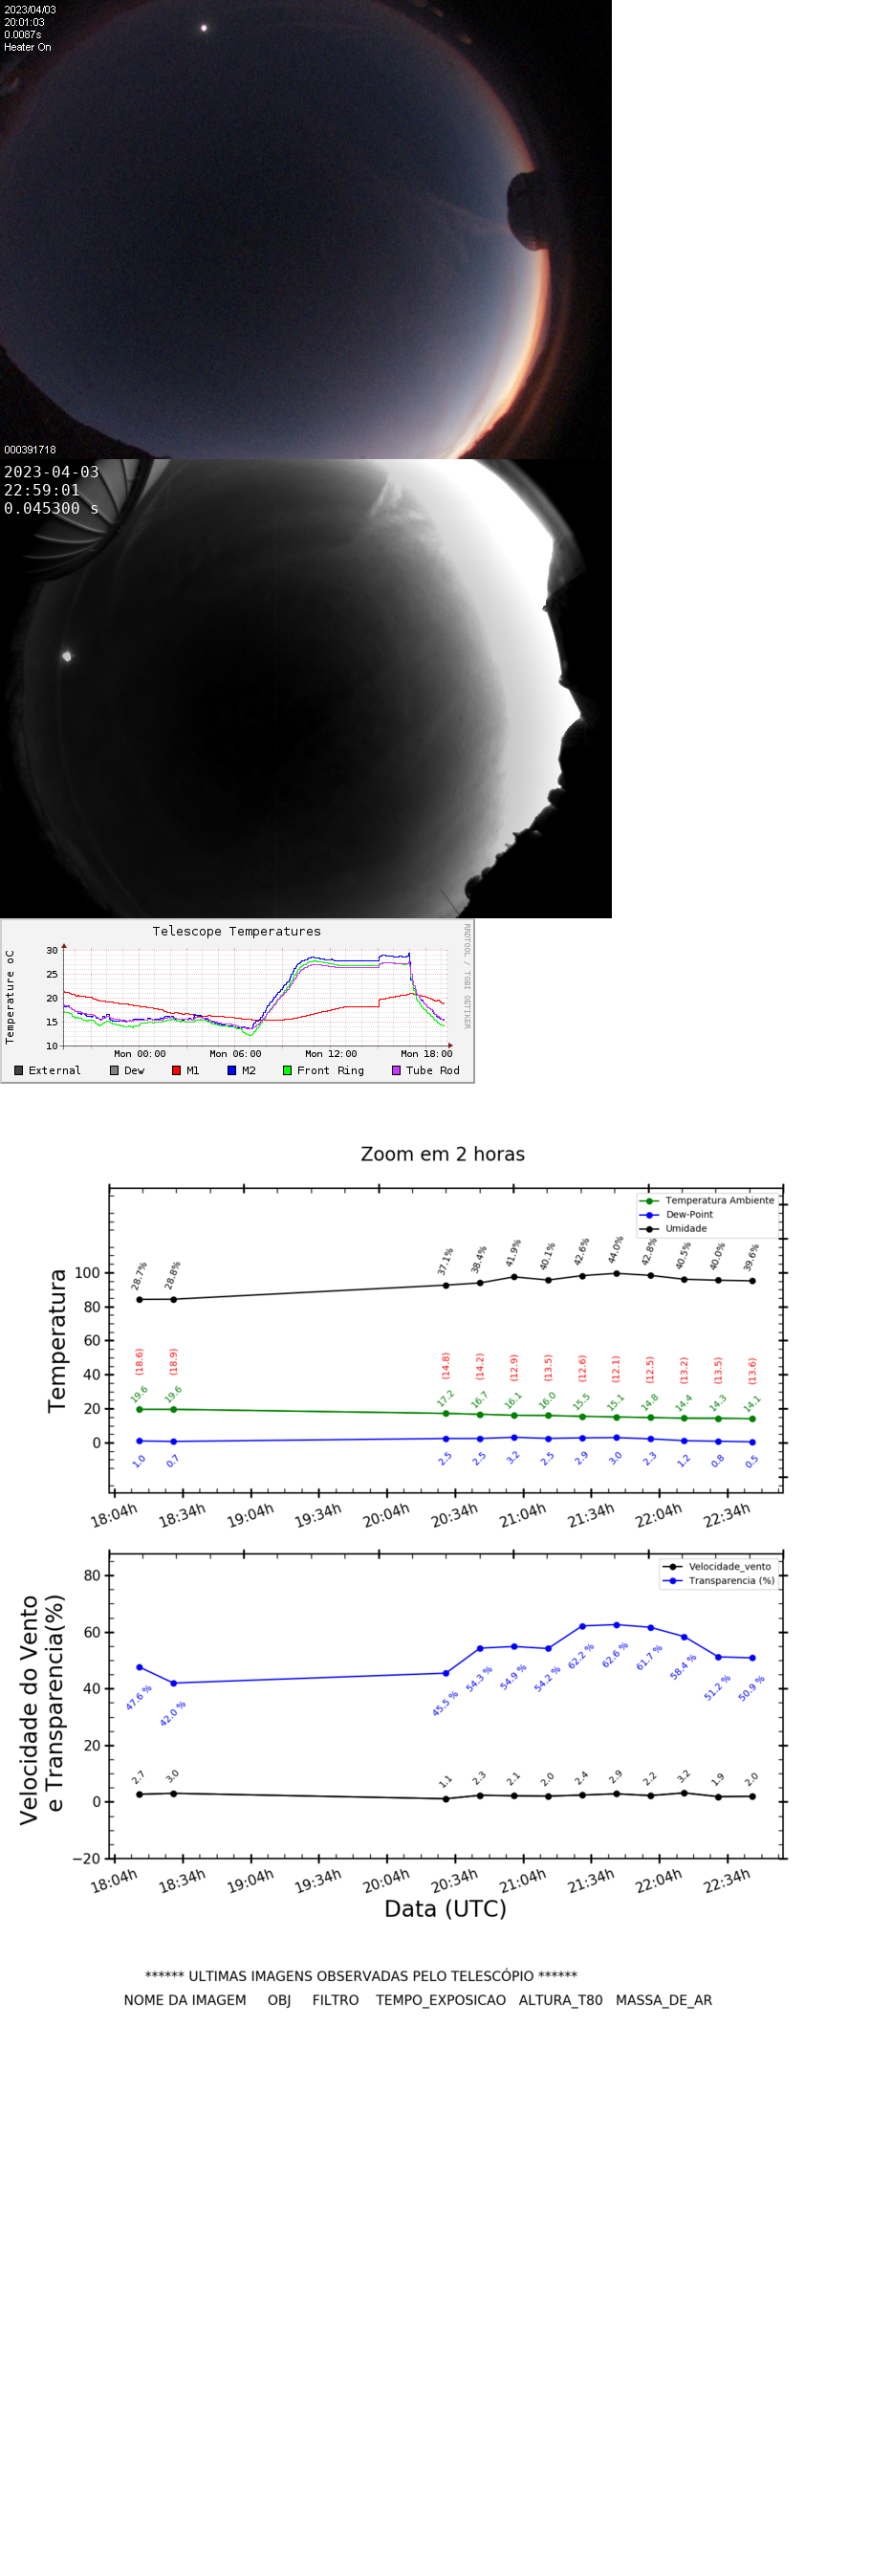 2023/04/03
20:01:03
0.0087s
Heater On
000391718
2023-04-03
22:59:01
0.045300 s
Telescope Temperatures
Temperature oC
RRDTOOL / TOBI OETIKER
30
25
20
15
10
Mon 00:00 Mon 06:00 Mon 12:00 Mon 18:00
External Dew M1 M2 Front Ring Tube Rod
Zoom em 2 horas
Temperatura
Temperatura Ambiente
Dew-Point
Umidade
100
80
60
40
20
0
28.7% 28.8% 37.1% 38.4% 41.9% 40.1% 42.6% 44.0% 42.8% 40.5% 40.0% 39.6%
(18.6) (18.9) (14.8) (14.2) (12.9) (13.5) (12.6) (12.1) (12.5) (13.2) (13.5) (13.6)
19.6 19.6 17.2 16.7 16.1 16.0 15.5 15.1 14.8 14.4 14.3 14.1
1.0 0.7 2.5 2.5 3.2 2.5 2.9 3.0 2.3 1.2 0.8 0.5
18:04h 18:34h 19:04h 19:34h 20:04h 20:34h 21:04h 21:34h 22:04h 22:34h
Velocidade do Vento
e Transparencia(%)
Velocidade_vento
Transparencia (%)
80
60
40
20
0
−20
47.6 % 42.0 % 45.5 % 54.3 % 54.9 % 54.2 % 62.2 % 62.6 % 61.7 % 58.4 % 51.2 % 50.9 %
2.7 3.0 1.1 2.3 2.1 2.0 2.4 2.9 2.2 3.2 1.9 2.0
18:04h 18:34h 19:04h 19:34h 20:04h 20:34h 21:04h 21:34h 22:04h 22:34h
Data (UTC)
****** ULTIMAS IMAGENS OBSERVADAS PELO TELESCÓPIO ******
NOME DA IMAGEM OBJ FILTRO TEMPO_EXPOSICAO ALTURA_T80 MASSA_DE_AR